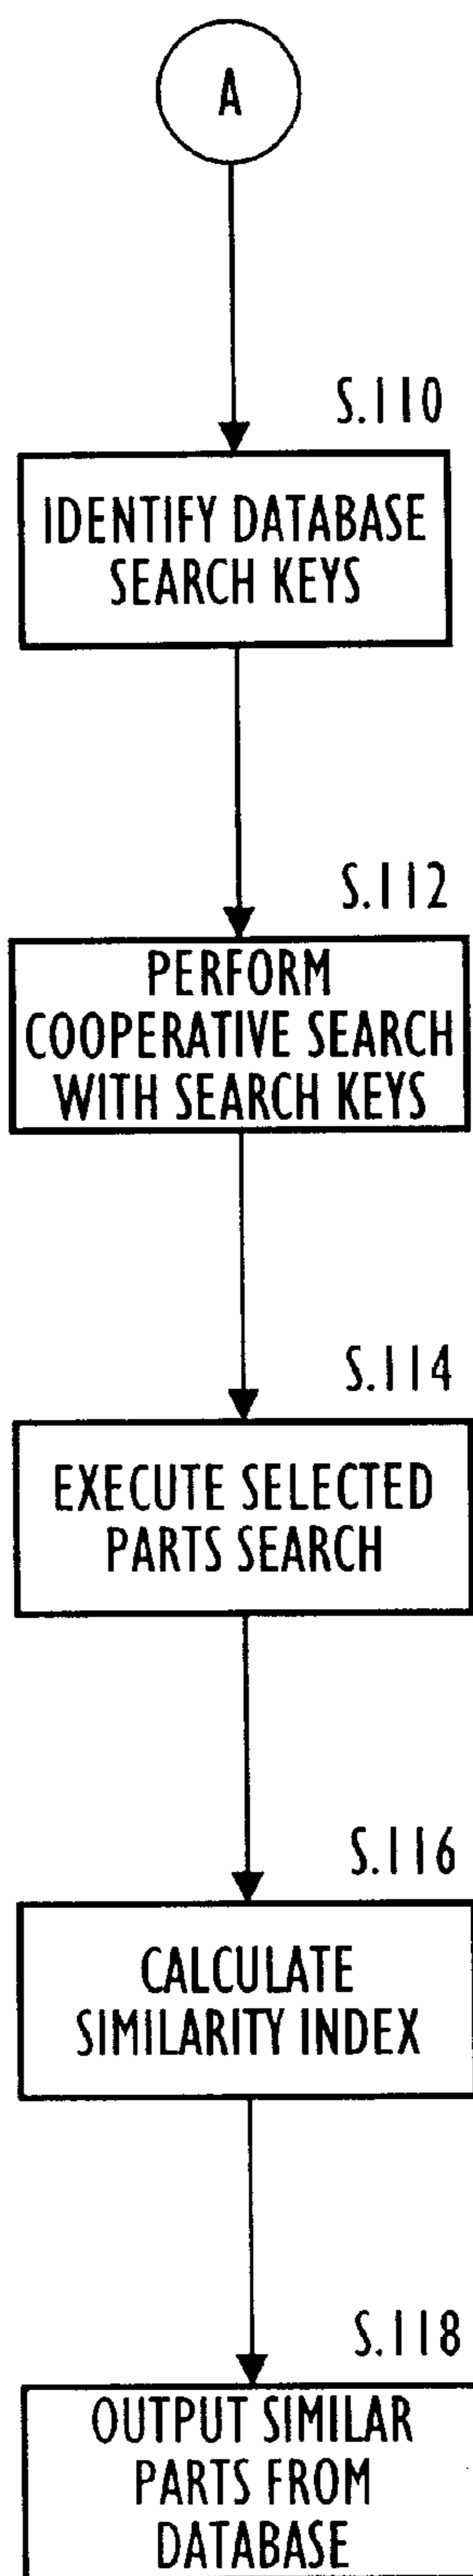 A
S.110
IDENTIFY DATABASE
SEARCH KEYS
S.112
PERFORM
COOPERATIVE SEARCH
WITH SEARCH KEYS
S.114
EXECUTE SELECTED
PARTS SEARCH
S.116
CALCULATE
SIMILARITY INDEX
S.118
OUTPUT SIMILAR
PARTS FROM
DATABASE